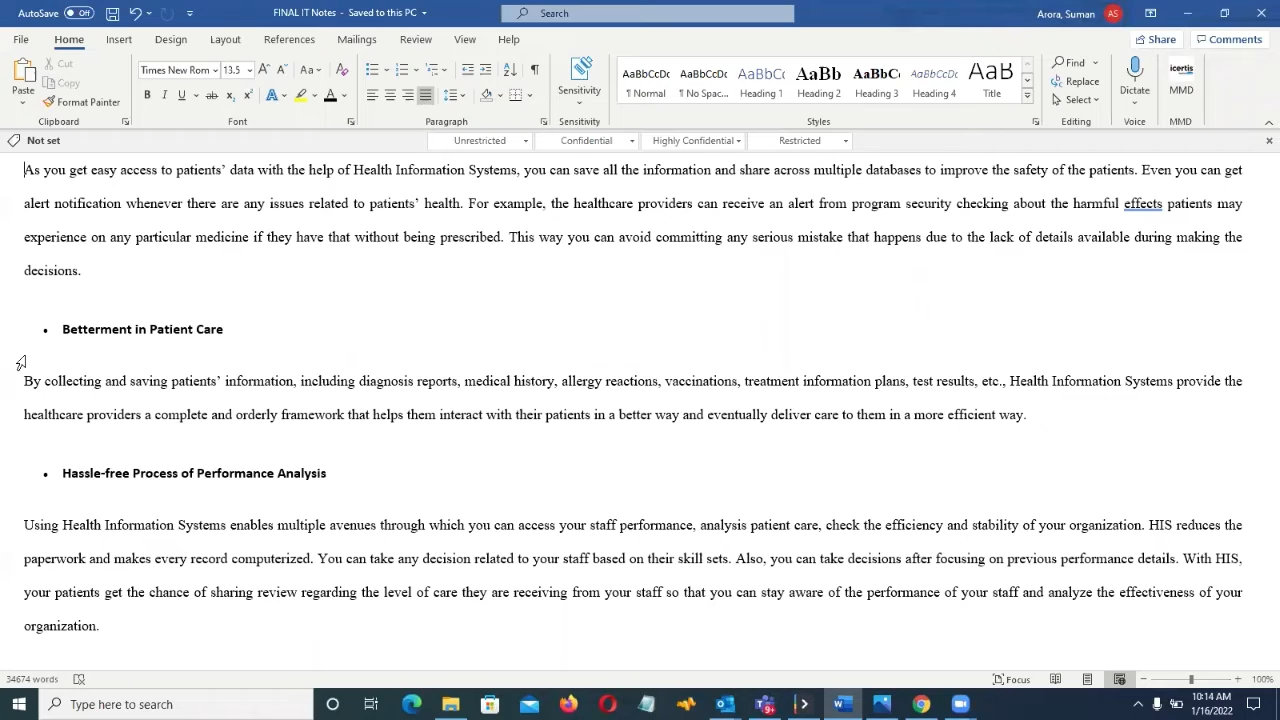 AutoSave Off FINAL IT Notes - Saved to this PC Search Arora, Suman AS
File Home Insert Design Layout References Mailings Review View Help Share Comments
Paste Cut Copy Format Painter
Times New Rom 13.5
Sensitivity
AaBbCcDc AaBbCcDc AaBbC AaBb AaBbC AaBbCcDc AaB
¶ Normal ¶ No Spac... Heading 1 Heading 2 Heading 3 Heading 4 Title
Find Replace Select
Dictate
icertis
MMD
Clipboard Font Paragraph Sensitivity Styles Editing Voice MMD
Not set Unrestricted Confidential Highly Confidential Restricted
As you get easy access to patients’ data with the help of Health Information Systems, you can save all the information and share across multiple databases to improve the safety of the patients. Even you can get
alert notification whenever there are any issues related to patients’ health. For example, the healthcare providers can receive an alert from program security checking about the harmful effects patients may
experience on any particular medicine if they have that without being prescribed. This way you can avoid committing any serious mistake that happens due to the lack of details available during making the
decisions.
• Betterment in Patient Care
By collecting and saving patients’ information, including diagnosis reports, medical history, allergy reactions, vaccinations, treatment information plans, test results, etc., Health Information Systems provide the
healthcare providers a complete and orderly framework that helps them interact with their patients in a better way and eventually deliver care to them in a more efficient way.
• Hassle-free Process of Performance Analysis
Using Health Information Systems enables multiple avenues through which you can access your staff performance, analysis patient care, check the efficiency and stability of your organization. HIS reduces the
paperwork and makes every record computerized. You can take any decision related to your staff based on their skill sets. Also, you can take decisions after focusing on previous performance details. With HIS,
your patients get the chance of sharing review regarding the level of care they are receiving from your staff so that you can stay aware of the performance of your staff and analyze the effectiveness of your
organization.
34674 words Focus 100%
Type here to search
10:14 AM
1/16/2022